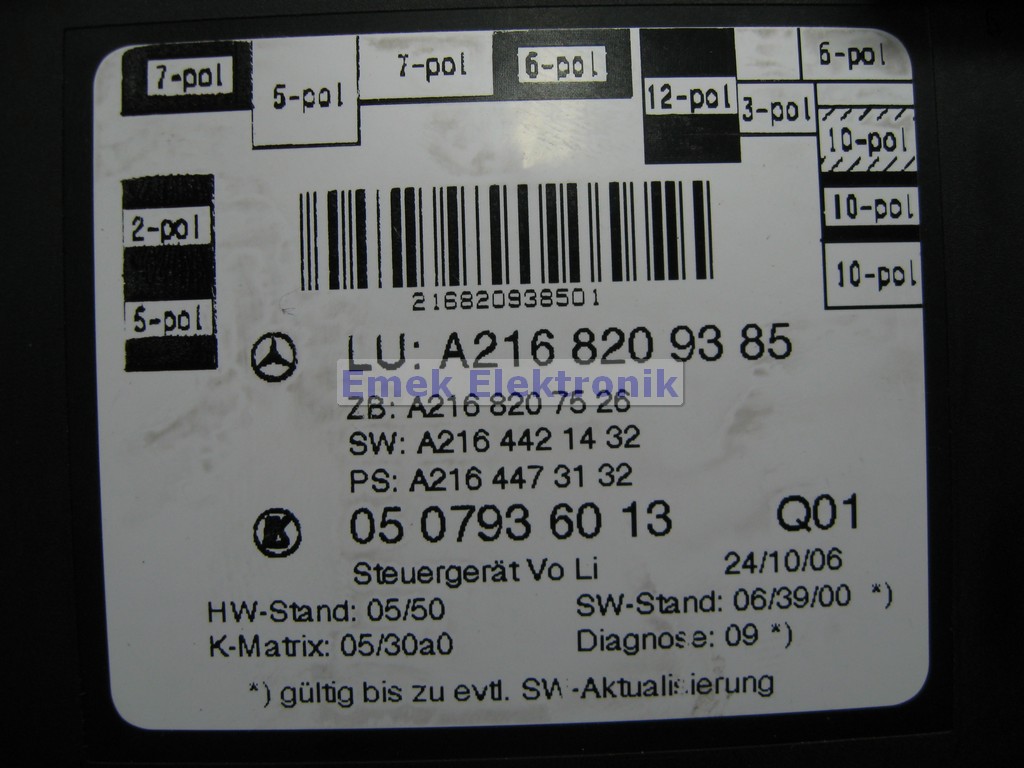 7-pol 5-pol 7-pol 6-pol 12-pol 3-pol 6-pol
10-pol
2-pol 10-pol
5-pol 10-pol
216820938501
LU: A216 820 93 85
Emek Elektronik
ZB: A216 820 75 26
SW: A216 442 14 32
PS: A216 447 31 32
05 0793 60 13 Q01
Steuergerät Vo Li 24/10/06
HW-Stand: 05/50 SW-Stand: 06/39/00 *)
K-Matrix: 05/30a0 Diagnose: 09 *)
*) gültig bis zu evtl. SW-Aktualisierung